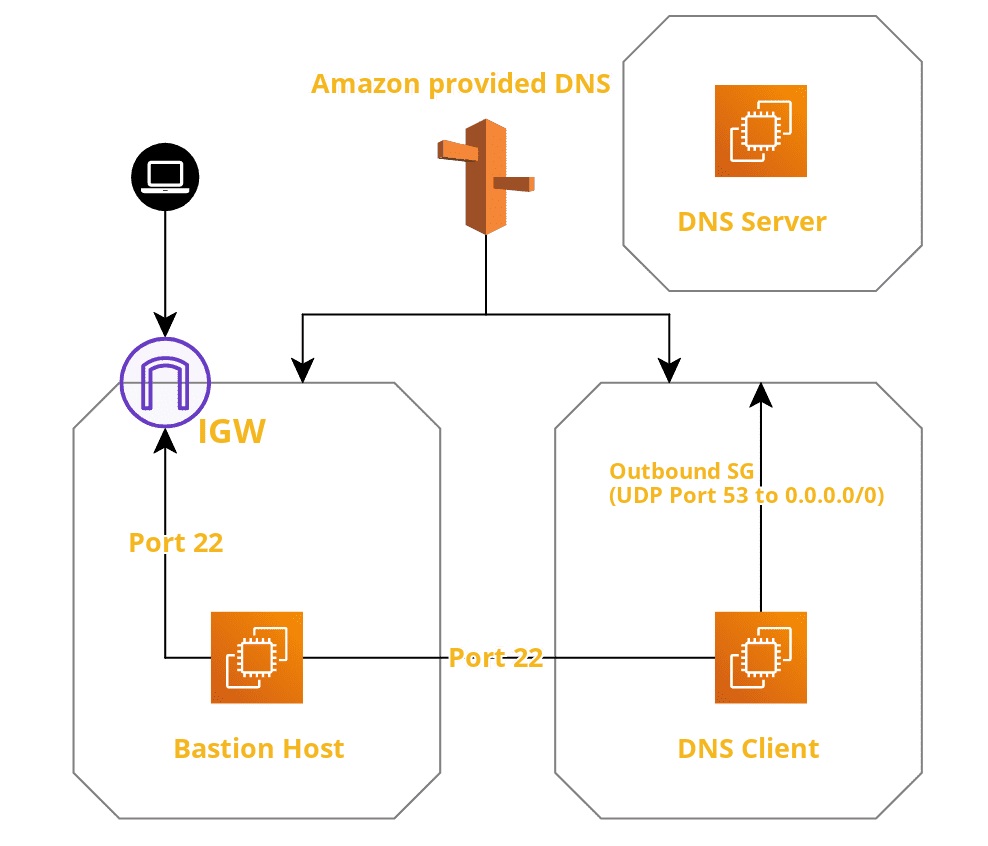 Amazon provided DNS
DNS Server
IGW
Outbound SG
(UDP Port 53 to 0.0.0.0/0)
Port 22
Port 22
Bastion Host
DNS Client